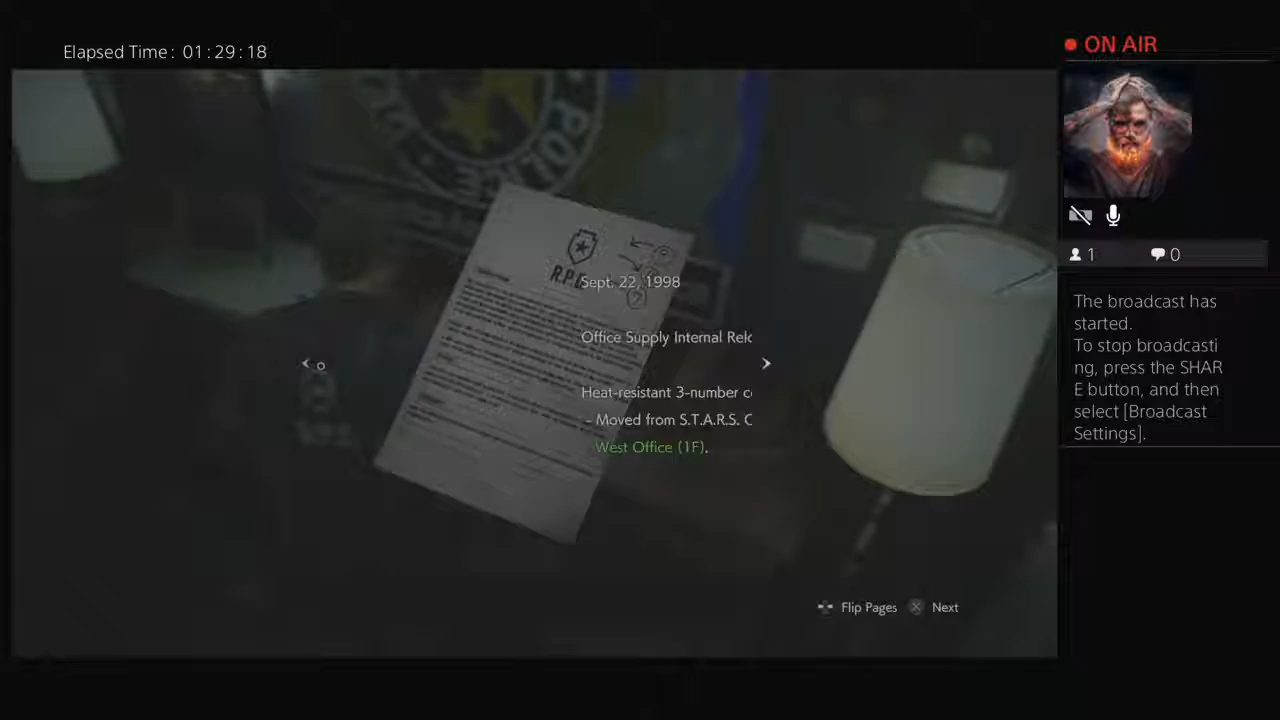 Elapsed Time: 01:29:18
ON AIR
POLICE
R.P.D.
Sept. 22, 1998
Office Supply Internal Relo
Heat-resistant 3-number c
- Moved from S.T.A.R.S. O
West Office (1F).
Flip Pages
Next
1
0
The broadcast has
started.
To stop broadcasti
ng, press the SHAR
E button, and then
select [Broadcast
Settings].